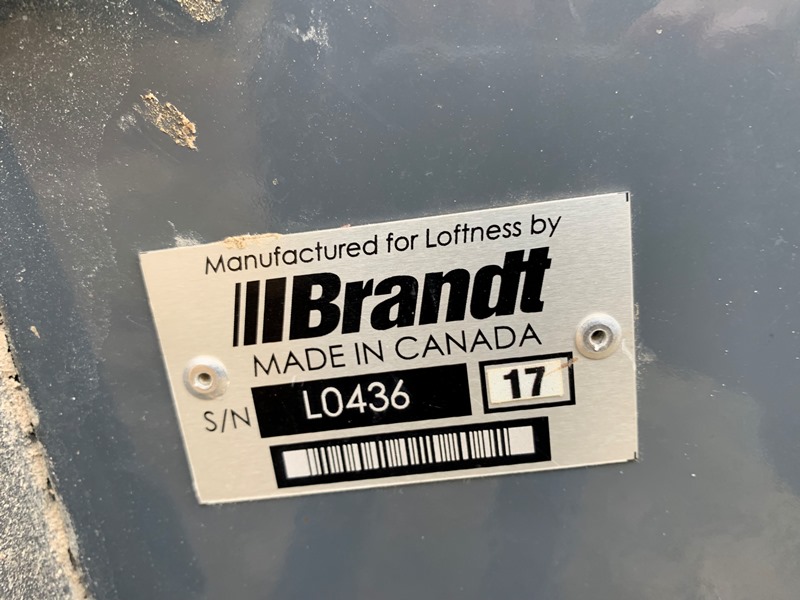 Manufactured for Loftness by
Brandt
MADE IN CANADA
S/N L0436 17